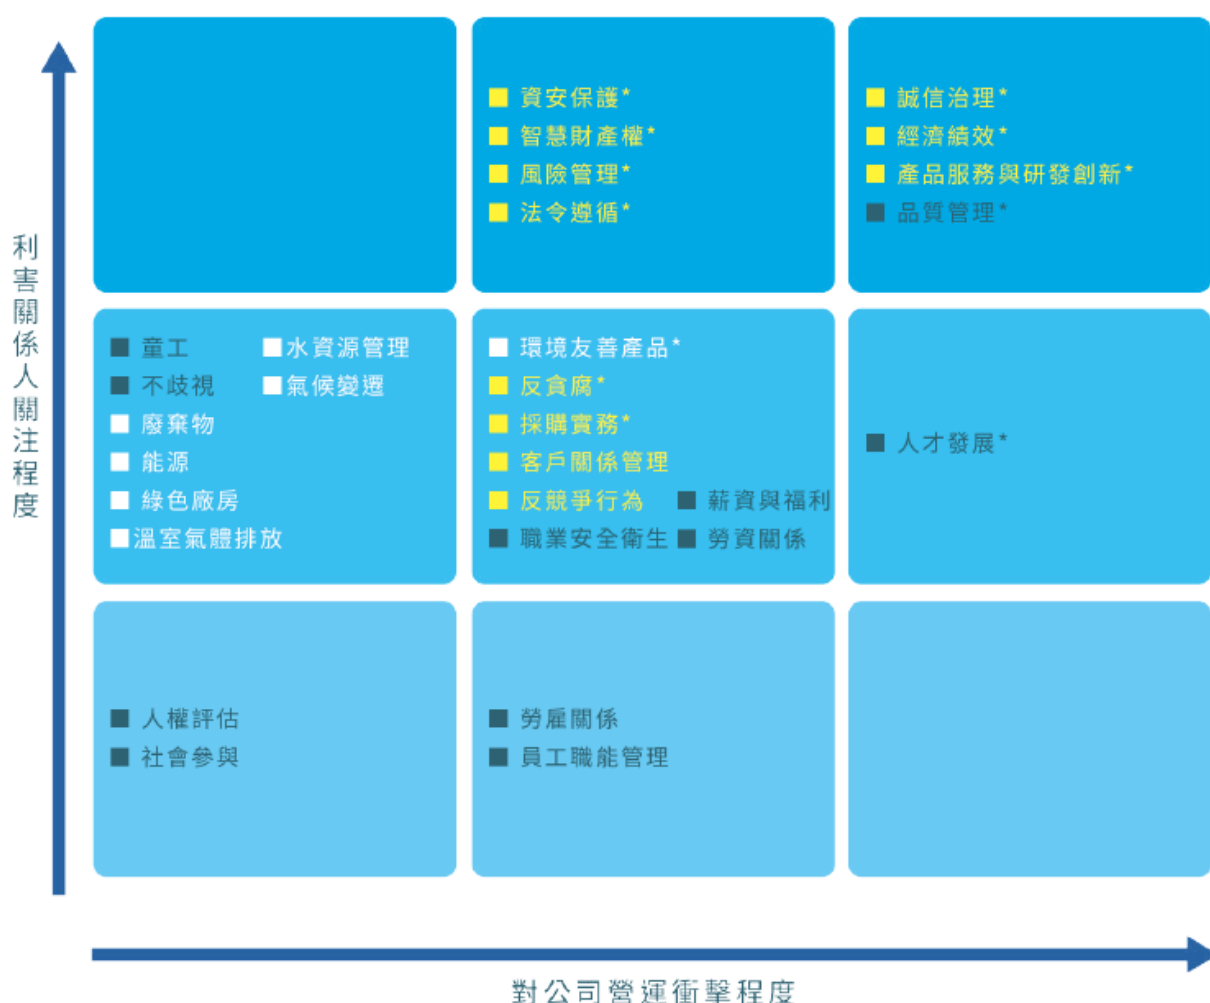 利害關係人關注程度
■ 資安保護*
■ 智慧財產權*
■ 風險管理*
■ 法令遵循*
■ 誠信治理*
■ 經濟績效*
■ 產品服務與研發創新*
■ 品質管理*
■ 童工 ■水資源管理
■ 不歧視 ■氣候變遷
■ 廢棄物
■ 能源
■ 綠色廠房
■溫室氣體排放
■ 環境友善產品*
■ 反貪腐*
■ 採購實務*
■ 客戶關係管理
■ 反競爭行為 ■ 薪資與福利
■ 職業安全衛生 ■ 勞資關係
■ 人才發展*
■ 人權評估
■ 社會參與
■ 勞雇關係
■ 員工職能管理
對公司營運衝擊程度